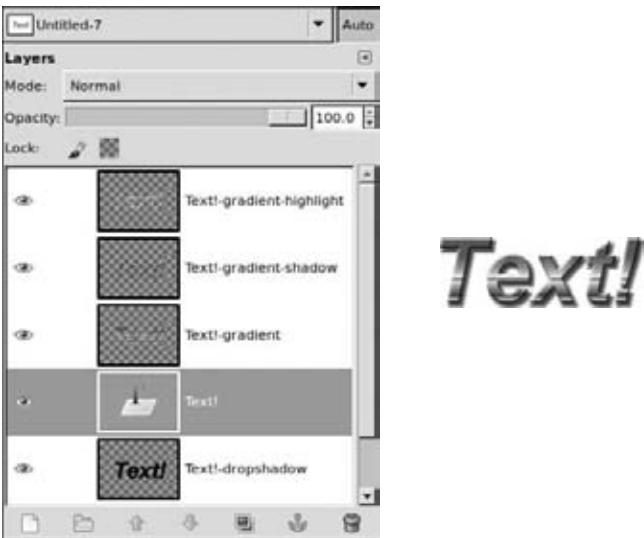 Untitled-7
Auto
Layers
Mode: Normal
Opacity: 100.0
Lock:
Text!-gradient-highlight
Text!-gradient-shadow
Text!-gradient
Text!
Text!
Text!-dropshadow
Text!